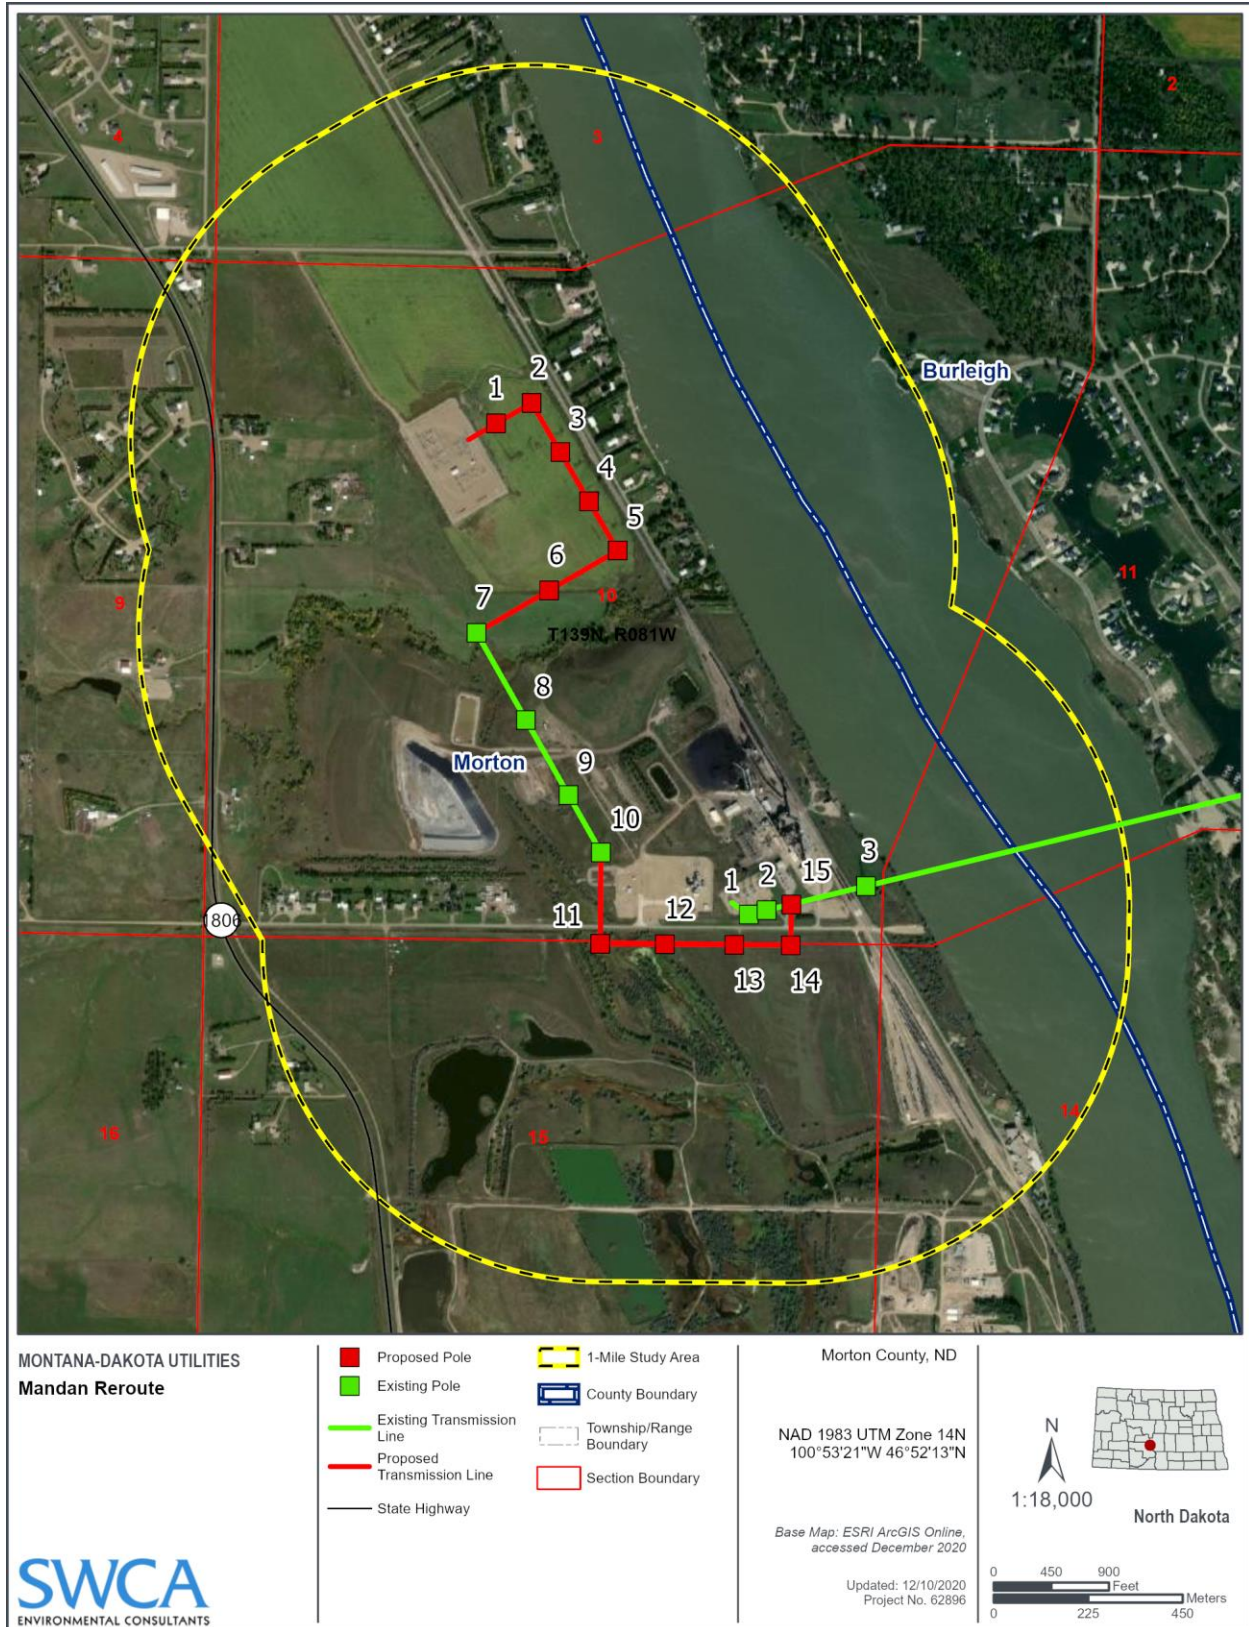 2
4
3
Burleigh
1
2
3
4
5
11
6
9
10
7
T139N, R081W
8
Morton
9
10
3
15
2
1
1806
11
12
13
14
14
16
15
MONTANA-DAKOTA UTILITIES
Mandan Reroute
SWCA
ENVIRONMENTAL CONSULTANTS
Proposed Pole
Existing Pole
Existing Transmission
Line
Proposed
Transmission Line
State Highway
1-Mile Study Area
County Boundary
Township/Range
Boundary
Section Boundary
Morton County, ND
NAD 1983 UTM Zone 14N
100°53'21"W 46°52'13"N
Base Map: ESRI ArcGIS Online,
accessed December 2020
Updated: 12/10/2020
Project No. 62896
N
1:18,000
North Dakota
0 450 900
Feet
Meters
0 225 450